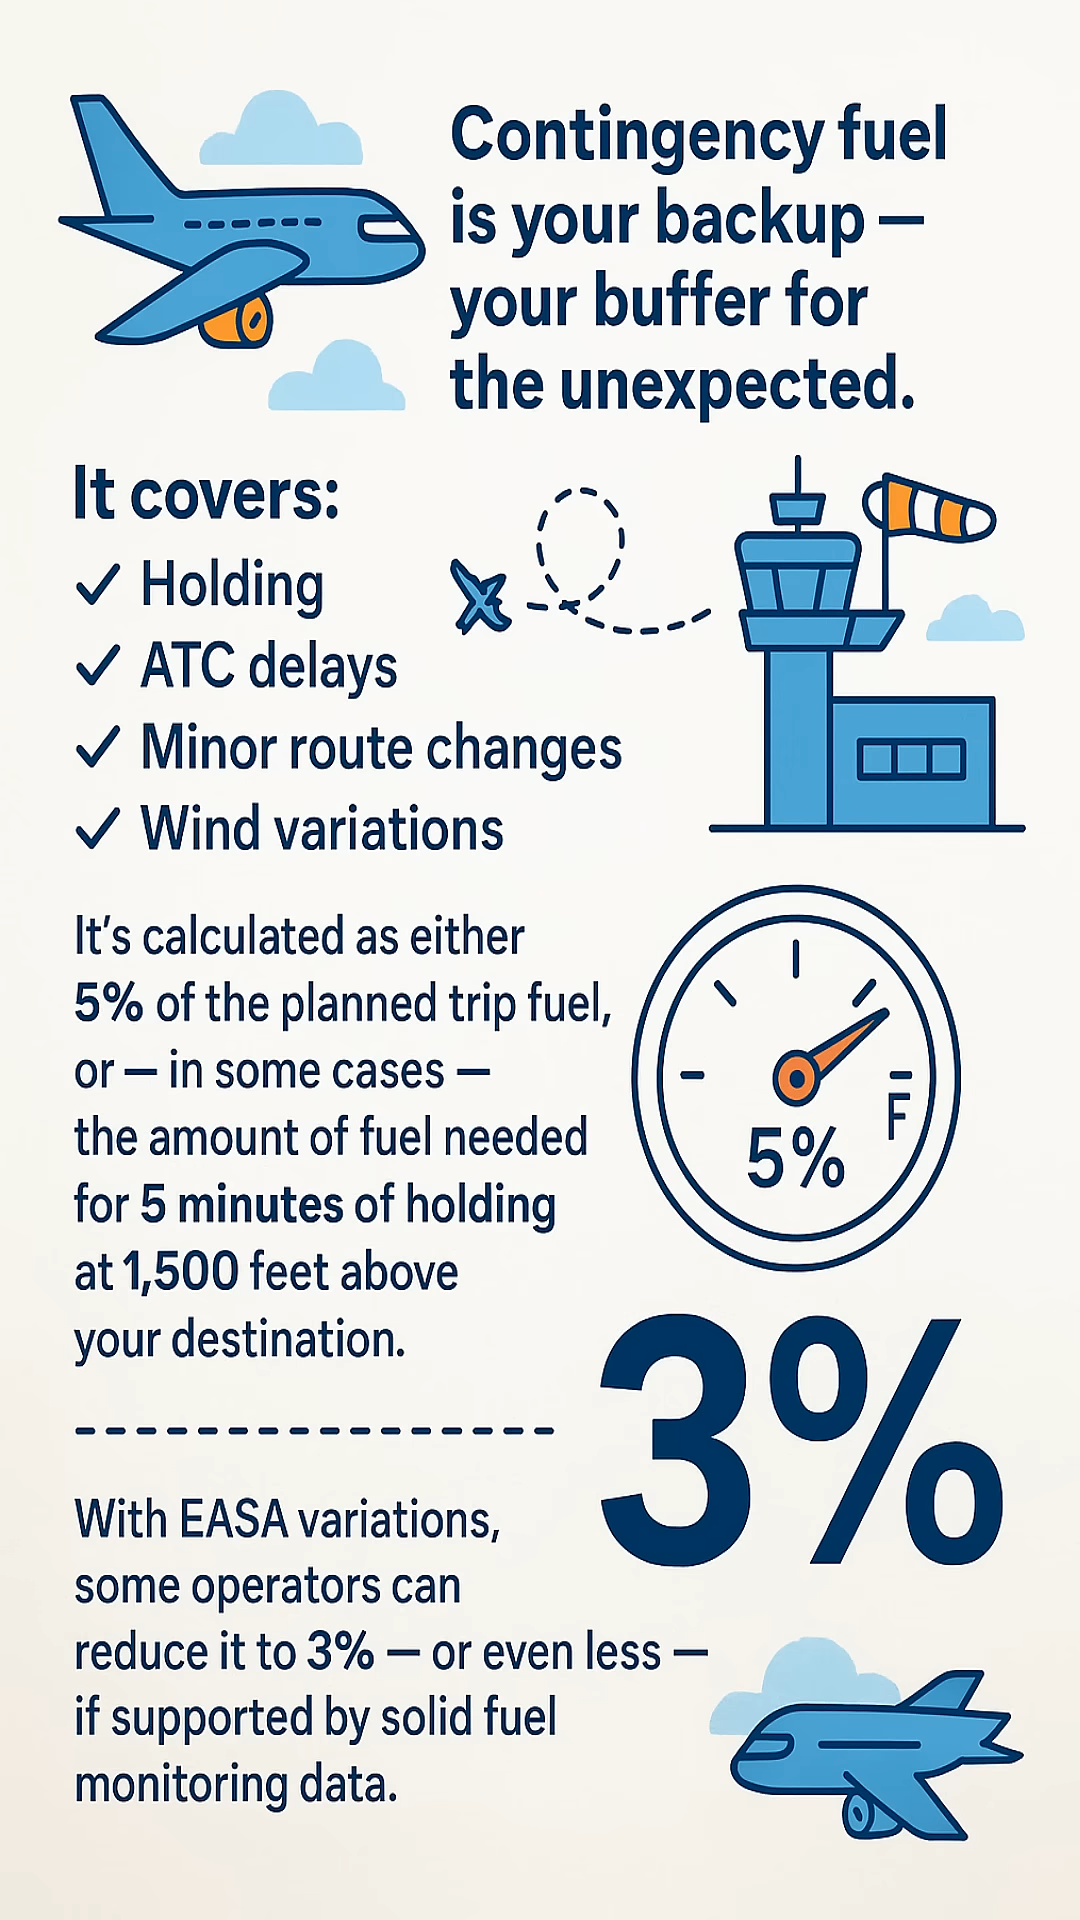 Contingency fuel
is your backup —
your buffer for
the unexpected.
It covers:
✓ Holding
✓ ATC delays
✓ Minor route changes
✓ Wind variations
It's calculated as either
5% of the planned trip fuel,
or — in some cases —
the amount of fuel needed
for 5 minutes of holding
at 1,500 feet above
your destination.
F
5%
3%
With EASA variations,
some operators can
reduce it to 3% — or even less —
if supported by solid fuel
monitoring data.